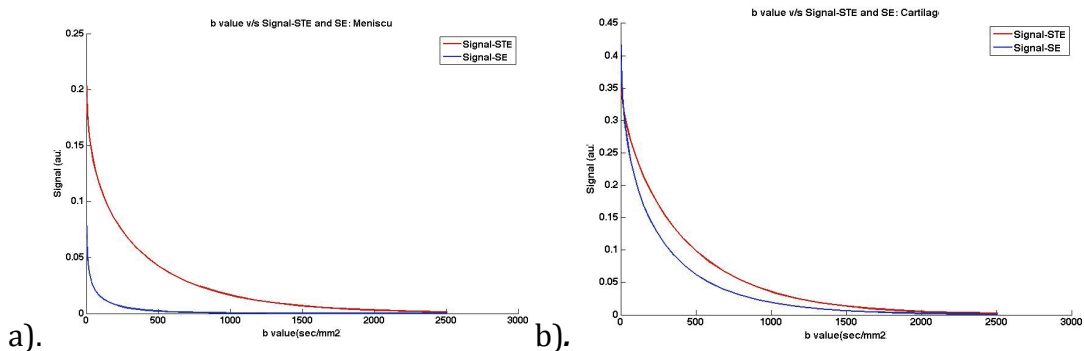 b value v/s Signal-STE and SE: Meniscu
0.25
0.2
0.15
0.1
0.05
0
Signal (au)
Signal-STE
Signal-SE
0 500 1000 1500 2000 2500 3000
b value(sec/mm2
a).
b value v/s Signal-STE and SE: Cartilag
0.45
0.4
0.35
0.3
0.25
0.2
0.15
0.1
0.05
0
Signal (au)
Signal-STE
Signal-SE
0 500 1000 1500 2000 2500 3000
b value(sec/mm2
b).